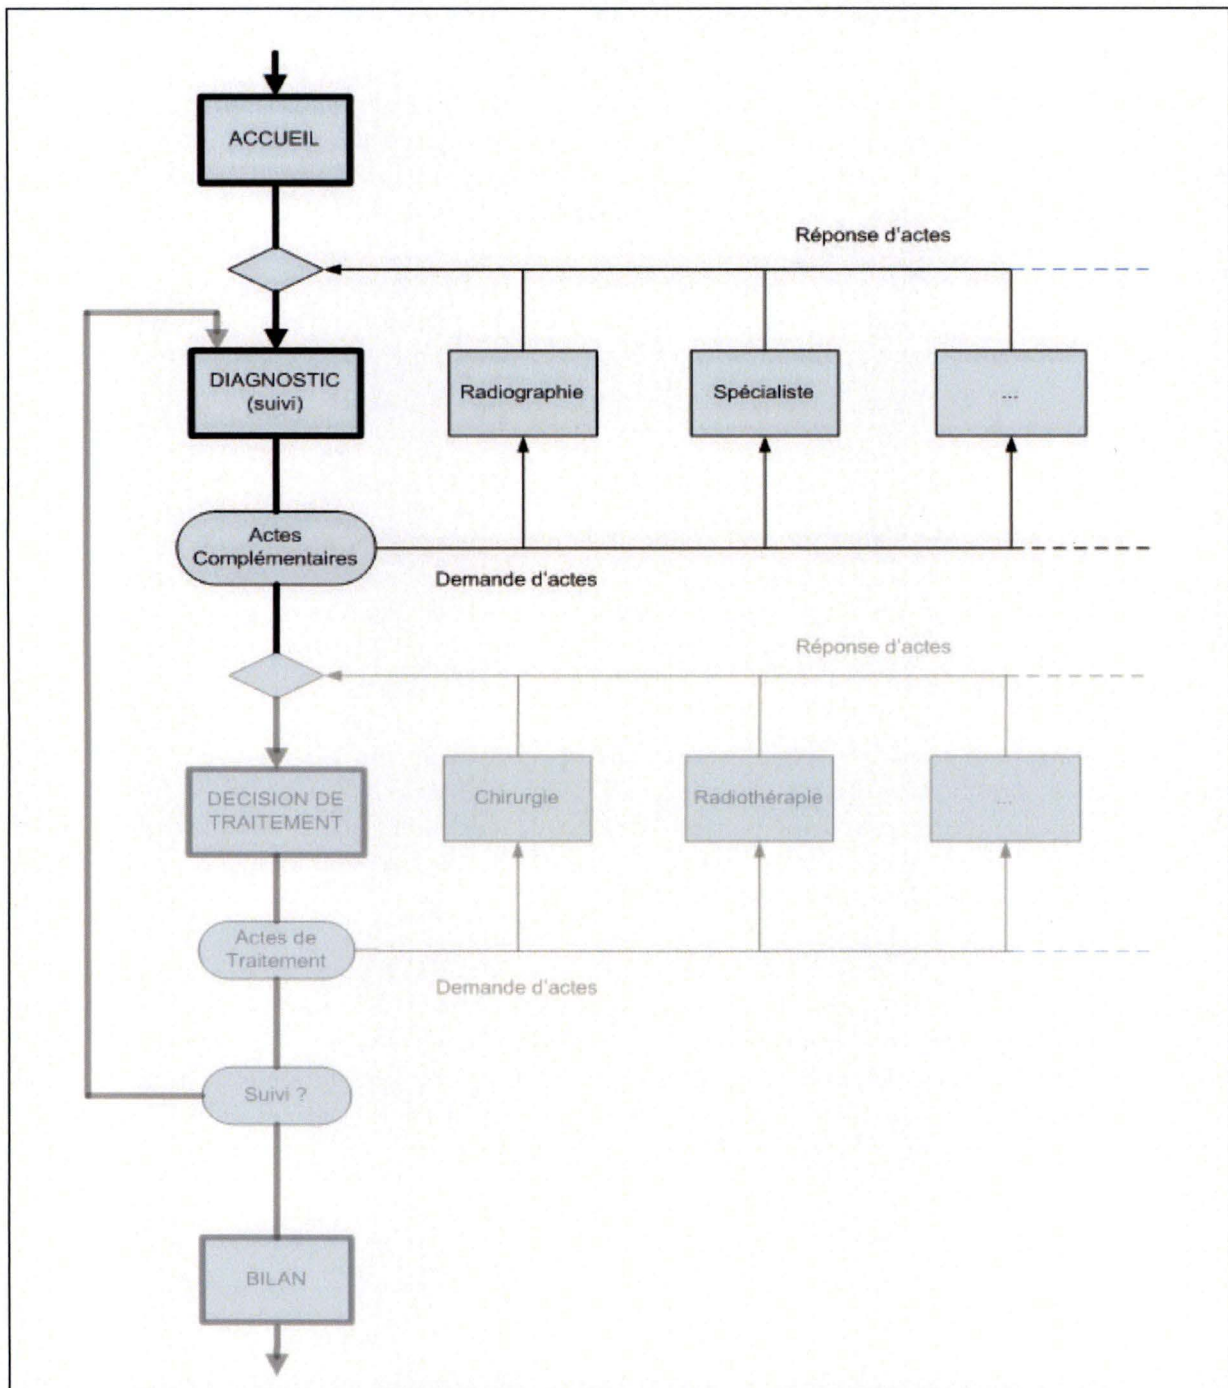 ACCUEIL
Réponse d'actes
DIAGNOSTIC
(suivi)
Radiographie
Spécialiste
...
Actes
Complémentaires
Demande d'actes
Réponse d'actes
DECISION DE
TRAITEMENT
Chirurgie
Radiothérapie
...
Actes de
Traitement
Demande d'actes
Suivi ?
BILAN